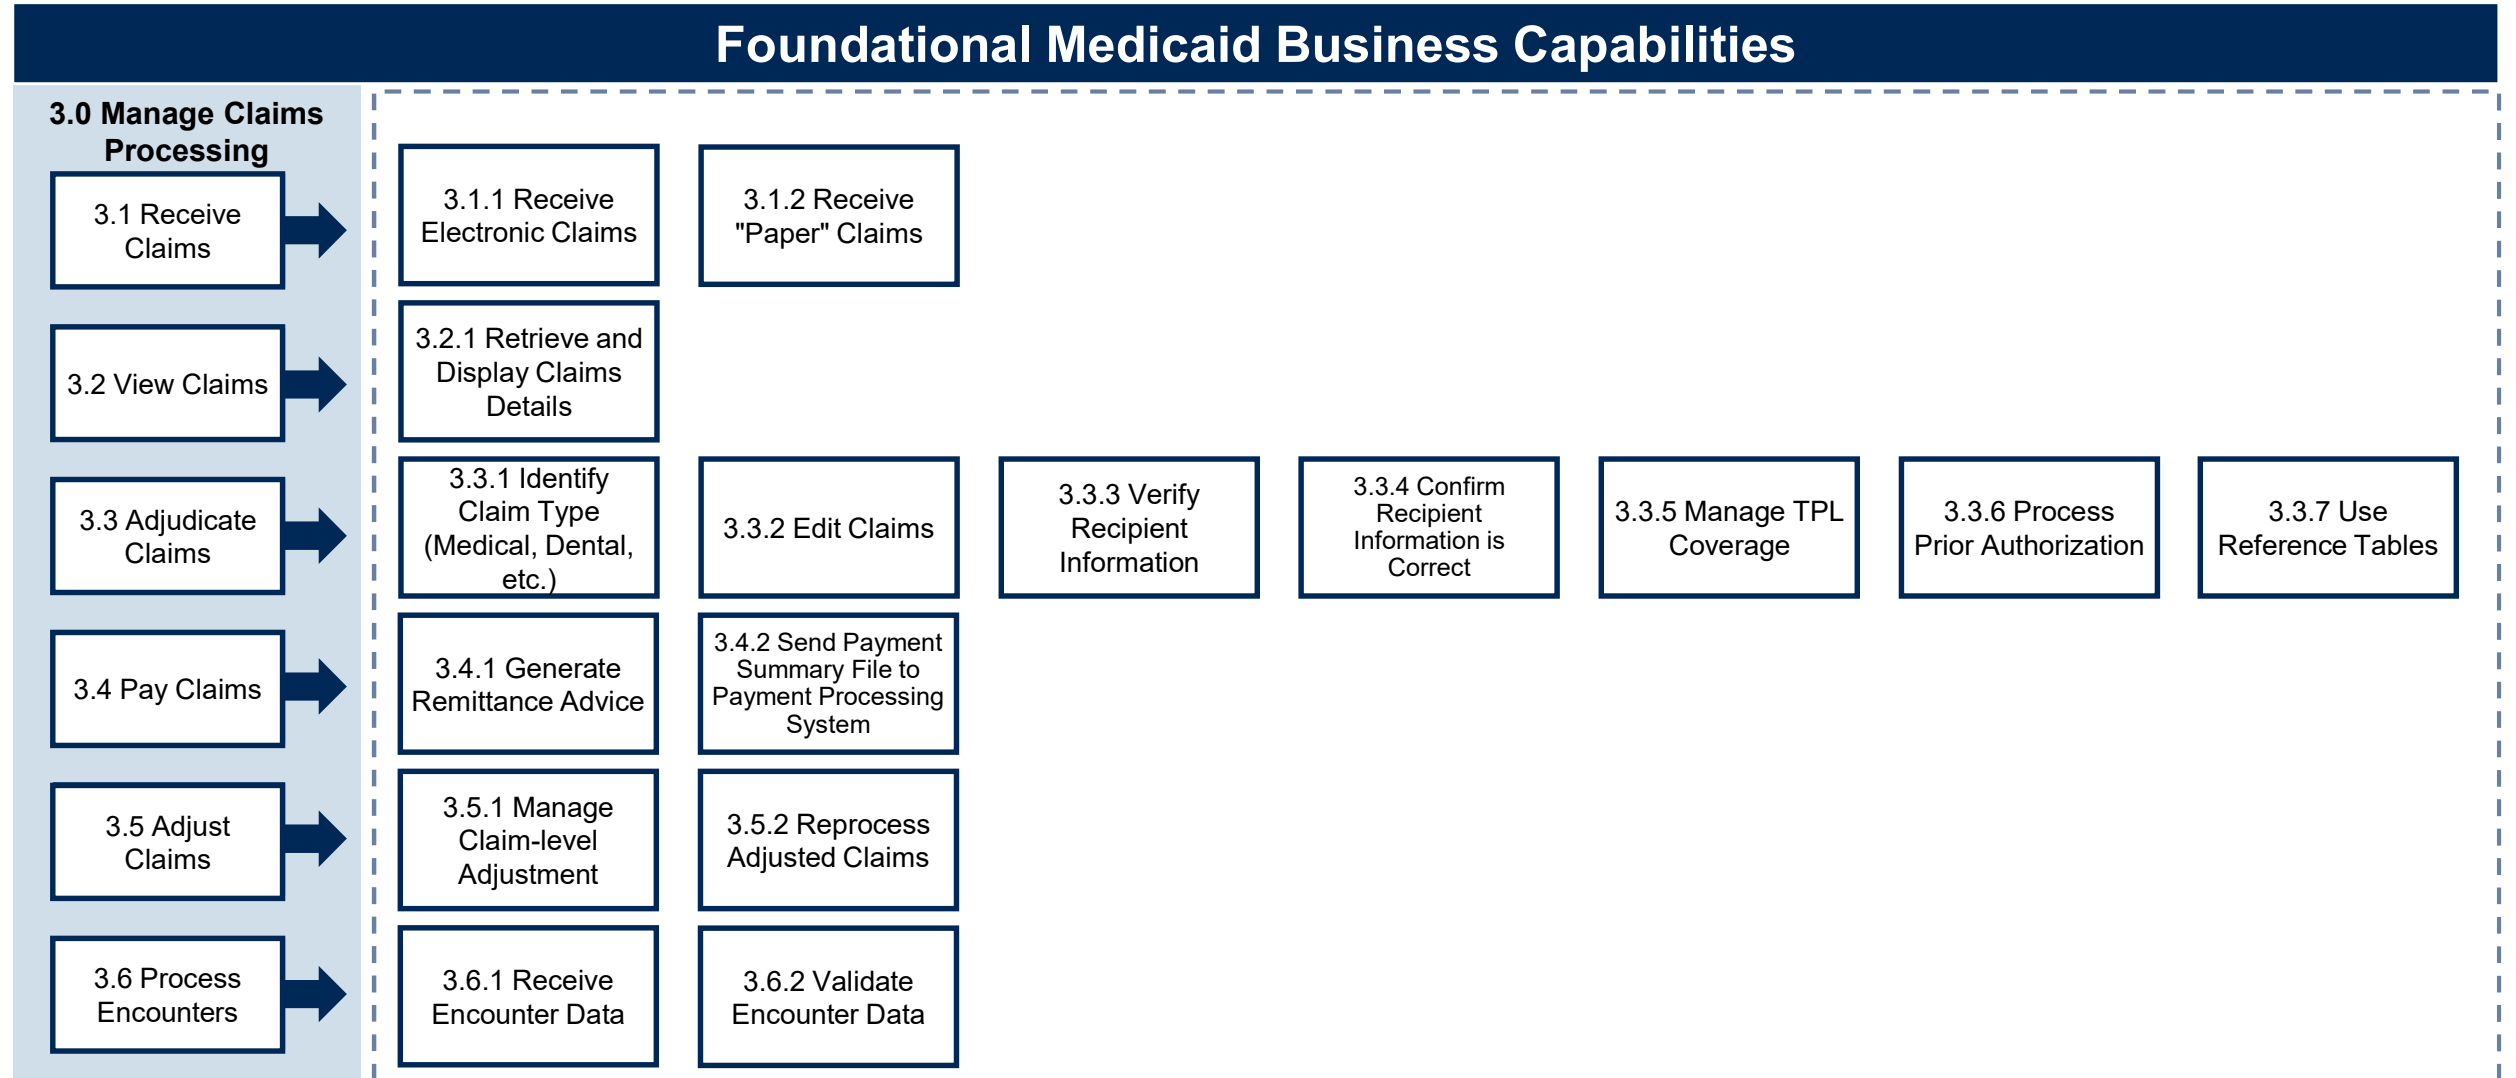 Foundational Medicaid Business Capabilities
3.0 Manage Claims
Processing
3.1 Receive
Claims
3.1.1 Receive
Electronic Claims
3.1.2 Receive
"Paper" Claims
3.2 View Claims
3.2.1 Retrieve and
Display Claims
Details
3.3 Adjudicate
Claims
3.3.1 Identify
Claim Type
(Medical, Dental,
etc.)
3.3.2 Edit Claims
3.3.3 Verify
Recipient
Information
3.3.4 Confirm
Recipient
Information is
Correct
3.3.5 Manage TPL
Coverage
3.3.6 Process
Prior Authorization
3.3.7 Use
Reference Tables
3.4 Pay Claims
3.4.1 Generate
Remittance Advice
3.4.2 Send Payment
Summary File to
Payment Processing
System
3.5 Adjust
Claims
3.5.1 Manage
Claim-level
Adjustment
3.5.2 Reprocess
Adjusted Claims
3.6 Process
Encounters
3.6.1 Receive
Encounter Data
3.6.2 Validate
Encounter Data